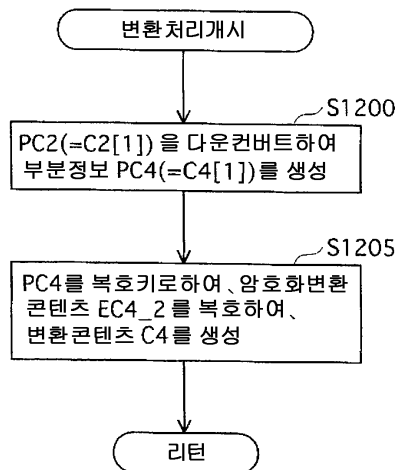 변환처리개시
S1200
PC2(=C2[1])을 다운컨버트하여
부분정보 PC4(=C4[1])를 생성
S1205
PC4를 복호키로하여、암호화변환
콘텐츠 EC4_2를 복호하여、
변환콘텐츠 C4를 생성
리턴